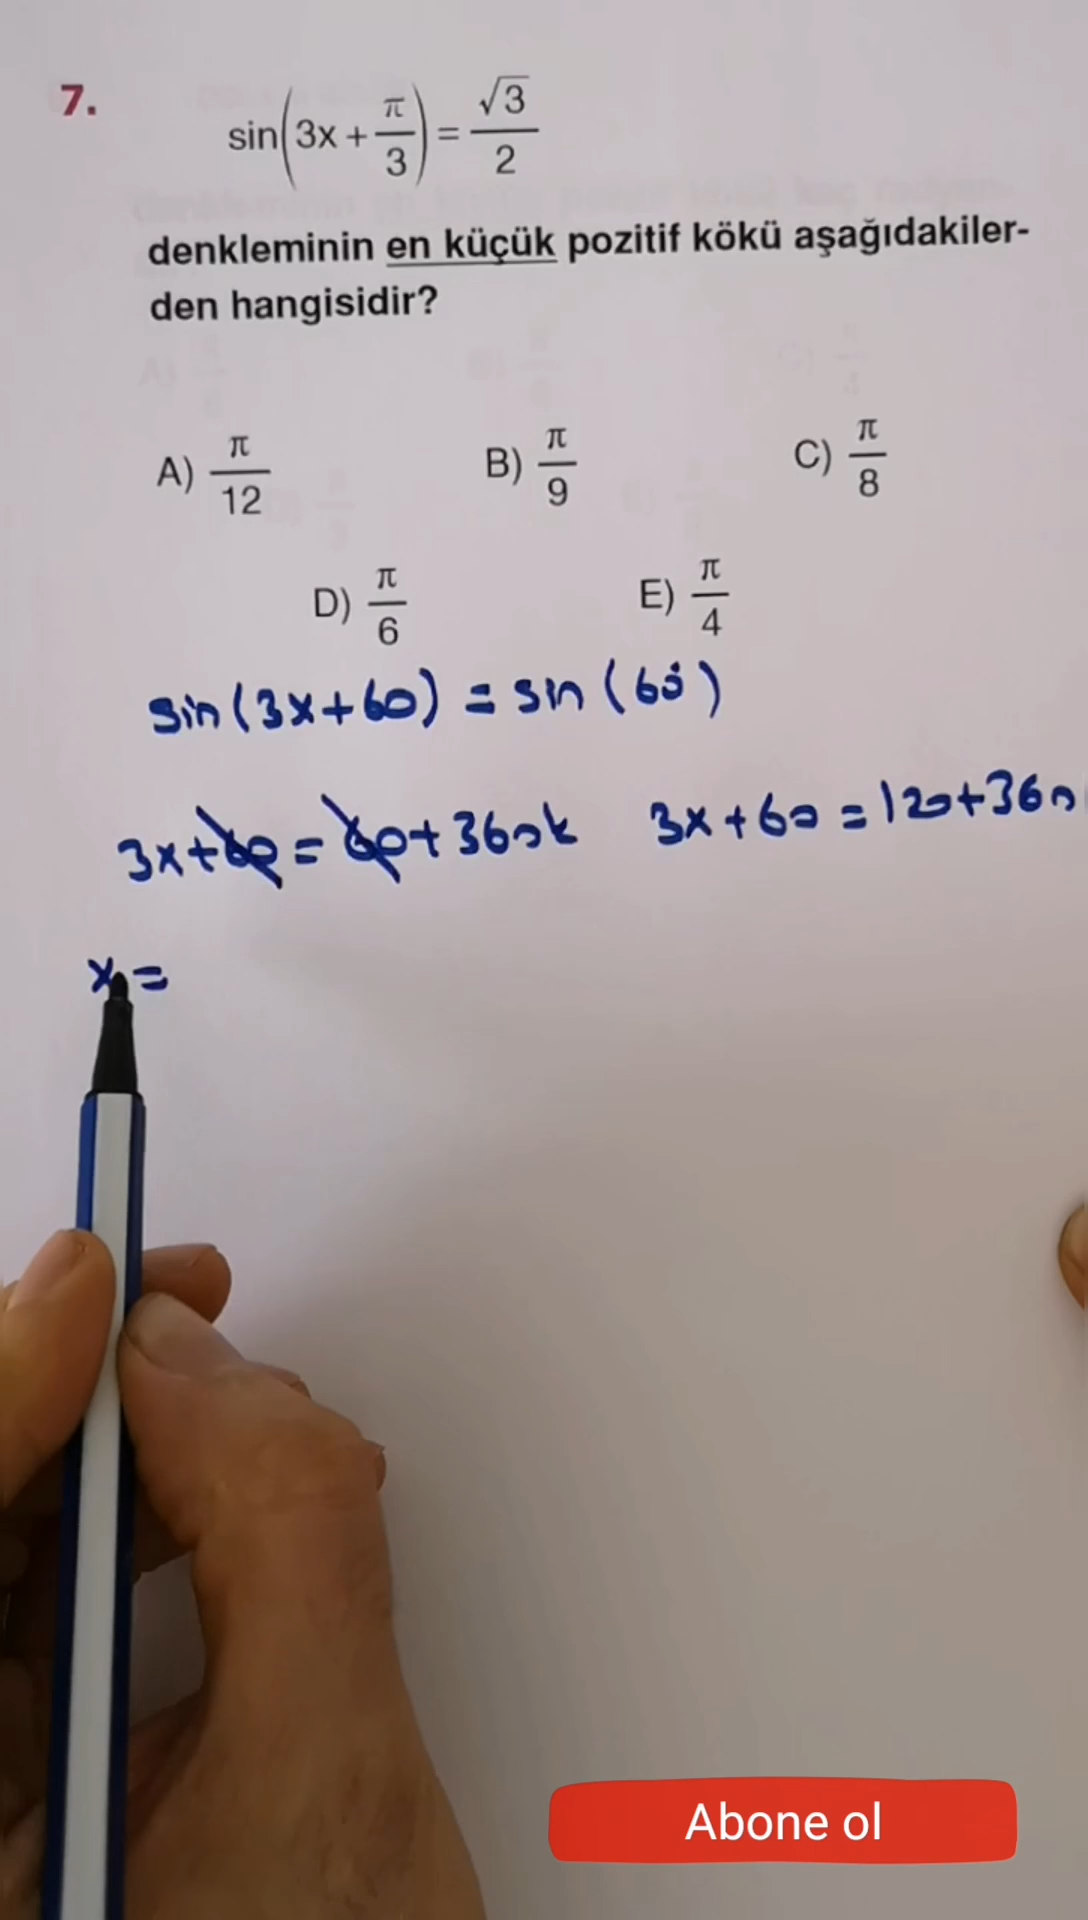 7.
sin(3x + π/3) = √3/2
denkleminin en küçük pozitif kökü aşağıdakiler-
den hangisidir?
A) π/12 B) π/9 C) π/8
D) π/6 E) π/4
sin(3x+60) = sin(60°)
3x+60 = 60+360k 3x+60 = 120+360
x =
Abone ol